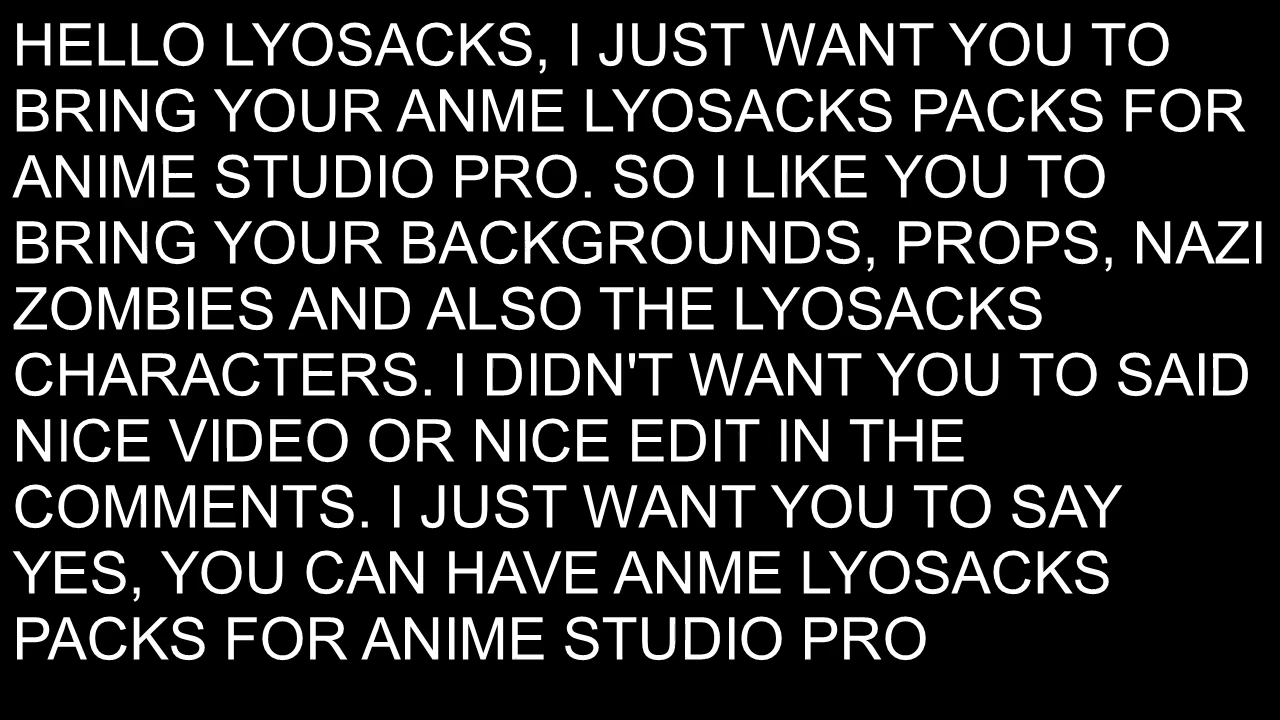 HELLO LYOSACKS, I JUST WANT YOU TO
BRING YOUR ANME LYOSACKS PACKS FOR
ANIME STUDIO PRO. SO I LIKE YOU TO
BRING YOUR BACKGROUNDS, PROPS, NAZI
ZOMBIES AND ALSO THE LYOSACKS
CHARACTERS. I DIDN'T WANT YOU TO SAID
NICE VIDEO OR NICE EDIT IN THE
COMMENTS. I JUST WANT YOU TO SAY
YES, YOU CAN HAVE ANME LYOSACKS
PACKS FOR ANIME STUDIO PRO